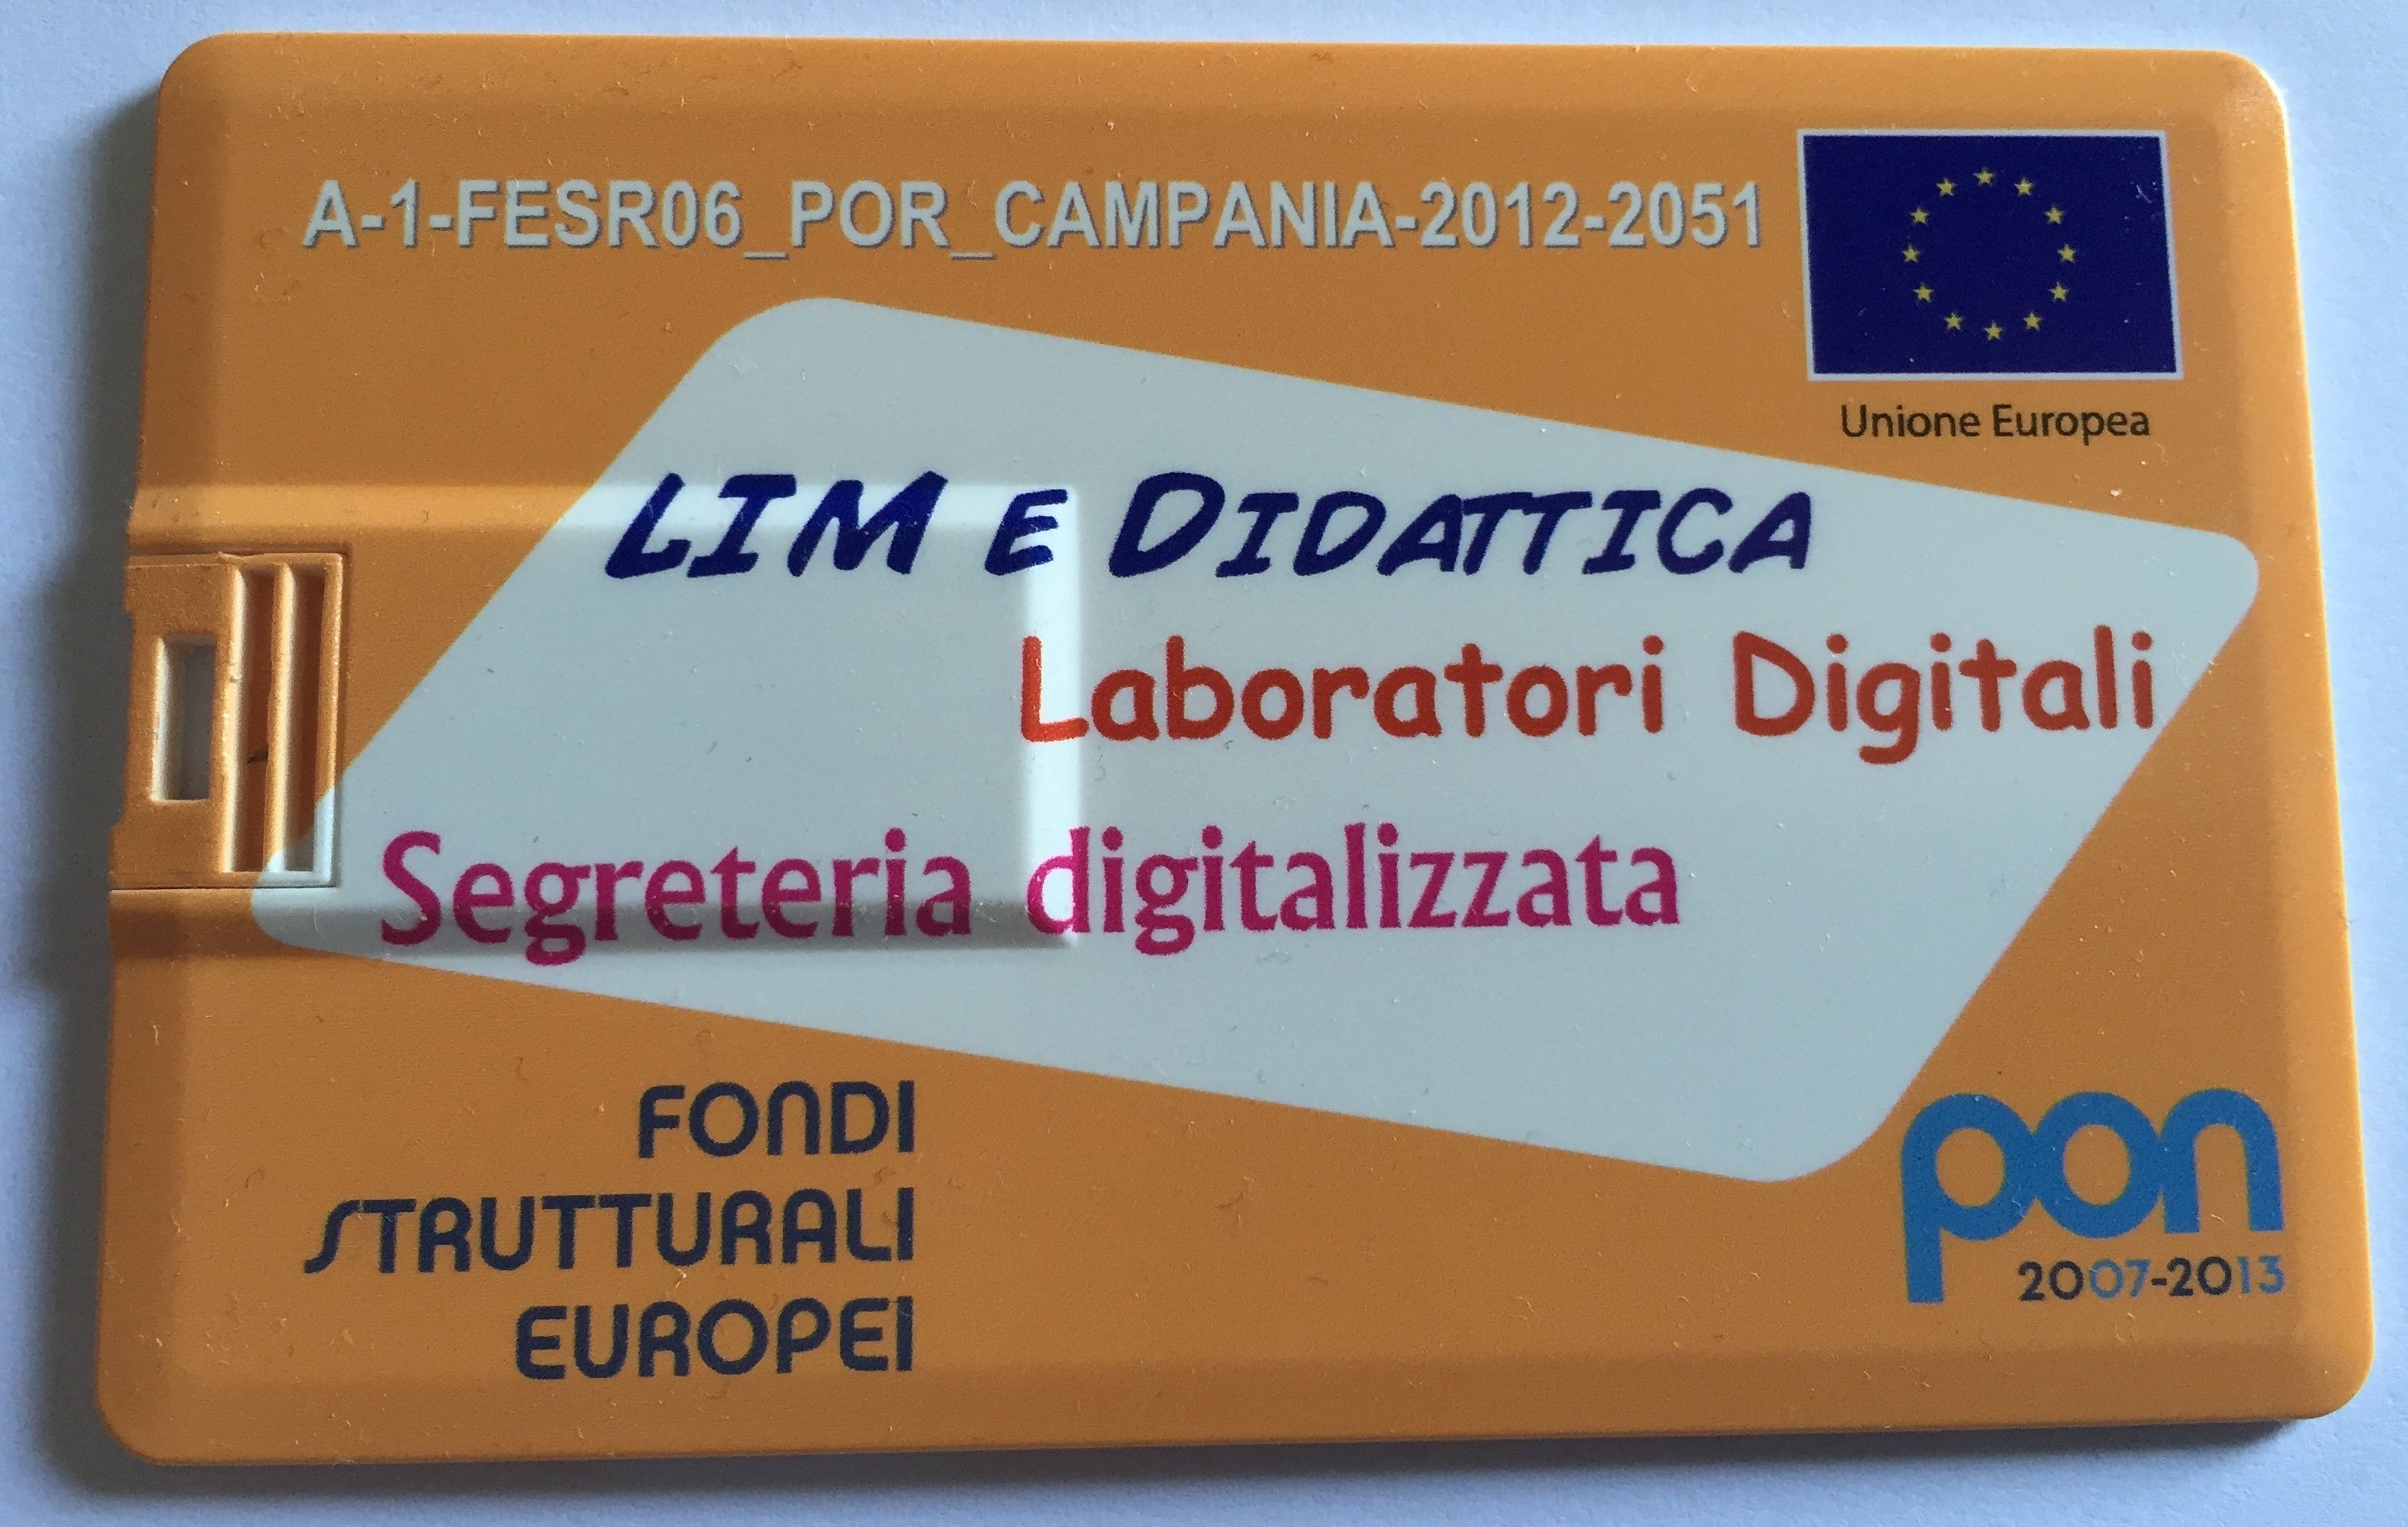 A-1-FESR06_POR_CAMPANIA-2012-2051
Unione Europea
LIM E DIDATTICA
Laboratori Digitali
Segreteria digitalizzata
FONDI
STRUTTURALI
EUROPEI
pon
2007-2013